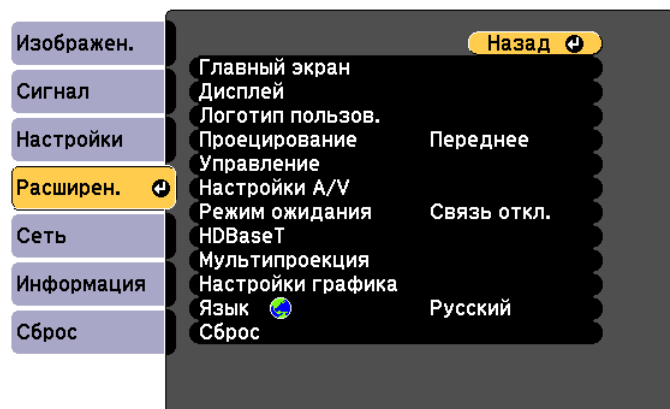 Изображен.
Сигнал
Настройки
Расширен.
Сеть
Информация
Сброс
Назад
Главный экран
Дисплей
Логотип пользов.
Проецирование Переднее
Управление
Настройки A/V
Режим ожидания Связь откл.
HDBaseT
Мультипроекция
Настройки графика
Язык Русский
Сброс